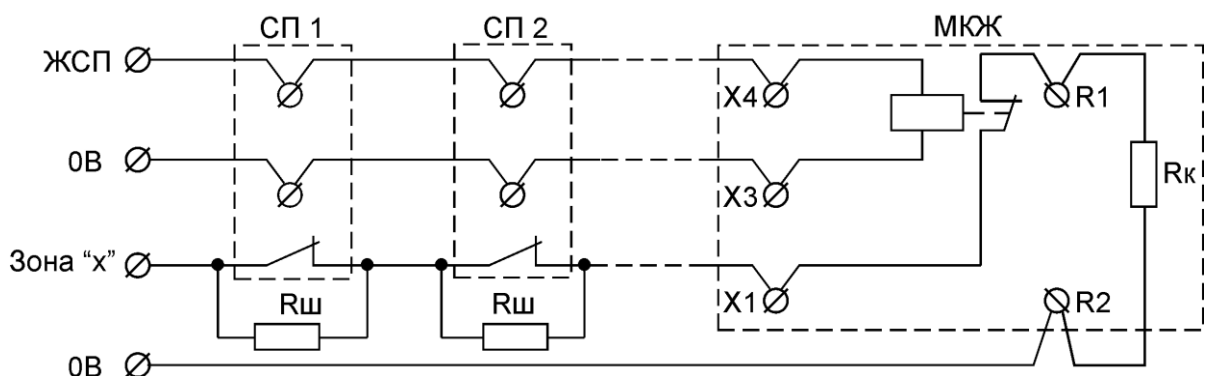 СП 1
СП 2
МКЖ
ЖСП
X4
R1
0В
X3
Rк
Зона “х”
X1
R2
Rш
Rш
0В